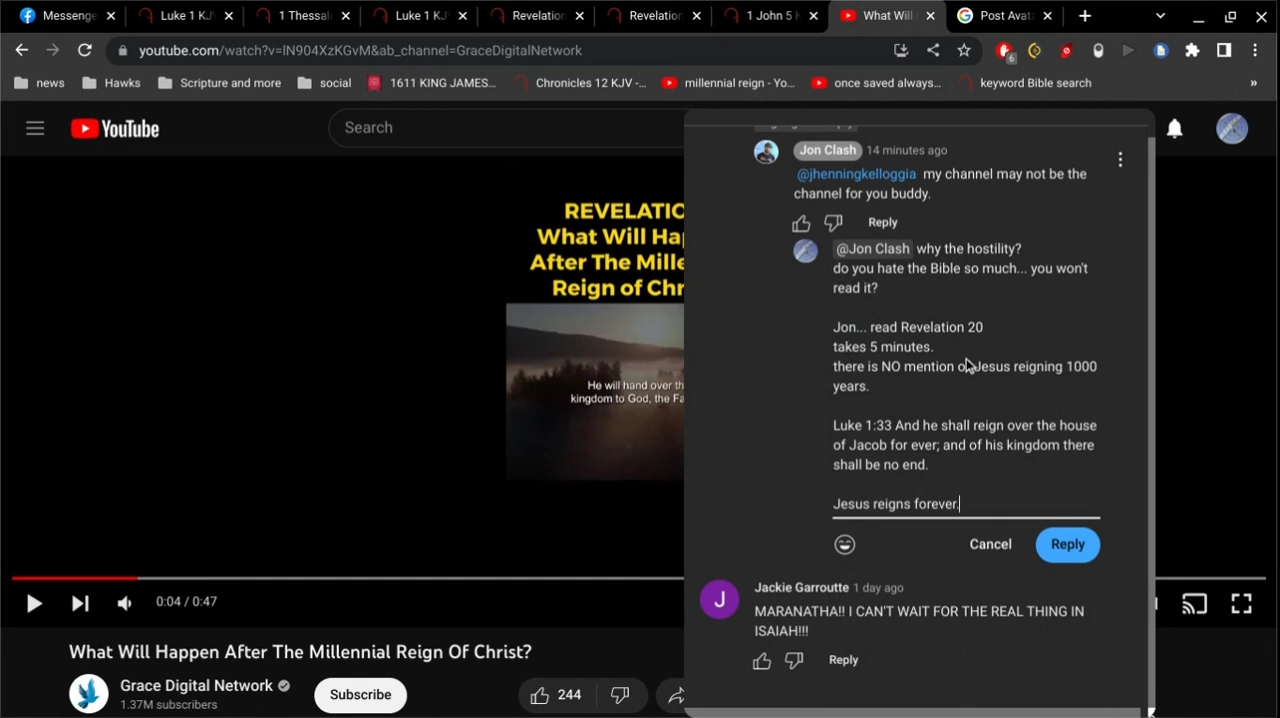 Messenge
Luke 1 KJV
1 Thessal
Luke 1 KJV
Revelation
Revelation
1 John 5 K
What Will
Post Avata
youtube.com/watch?v=lN904XzKGvM&ab_channel=GraceDigitalNetwork
6
news
Hawks
Scripture and more
social
1611 KING JAMES...
Chronicles 12 KJV -...
millennial reign - Yo...
once saved always...
keyword Bible search
»
YouTube
Search
Jon Clash 14 minutes ago
@jhenningkelloggia my channel may not be the
channel for you buddy.
Reply
@Jon Clash why the hostility?
do you hate the Bible so much... you won't
read it?
Jon... read Revelation 20
takes 5 minutes.
there is NO mention of Jesus reigning 1000
years.
Luke 1:33 And he shall reign over the house
of Jacob for ever; and of his kingdom there
shall be no end.
Jesus reigns forever.
Cancel
Reply
REVELATIO
What Will Hap
After The Mille
Reign of Chr
He will hand over th
kingdom to God, the Fa
J
Jackie Garroutte 1 day ago
MARANATHA!! I CAN'T WAIT FOR THE REAL THING IN
ISAIAH!!!
Reply
0:04 / 0:47
What Will Happen After The Millennial Reign Of Christ?
Grace Digital Network
1.37M subscribers
Subscribe
244